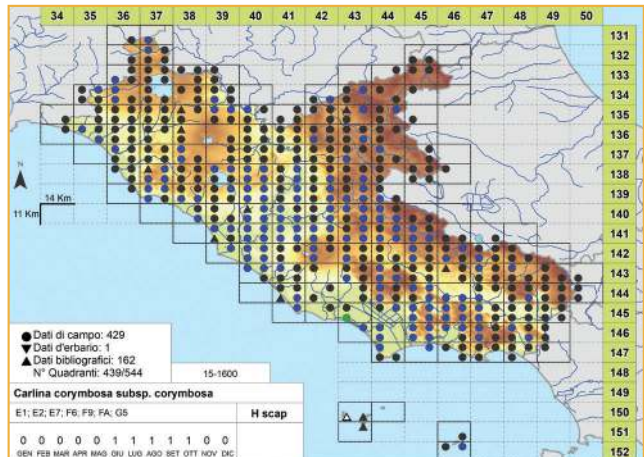 34 35 36 37 38 39 40 41 42 43 44 45 46 47 48 49 50
131
132
133
134
135
136
137
138
139
140
141
142
143
144
145
146
147
148
149
150
151
152
N
14 Km
11 Km
Dati di campo: 429
Dati d'erbario: 1
Dati bibliografici: 162
N° Quadranti: 439/544
15-1600
Carlina corymbosa subsp. corymbosa
E1; E2; E7; F6; F9; FA; G5
H scap
0 0 0 0 0 1 1 1 1 1 0 0
GEN FEB MAR APR MAG GIU LUG AGO SET OTT NOV DIC